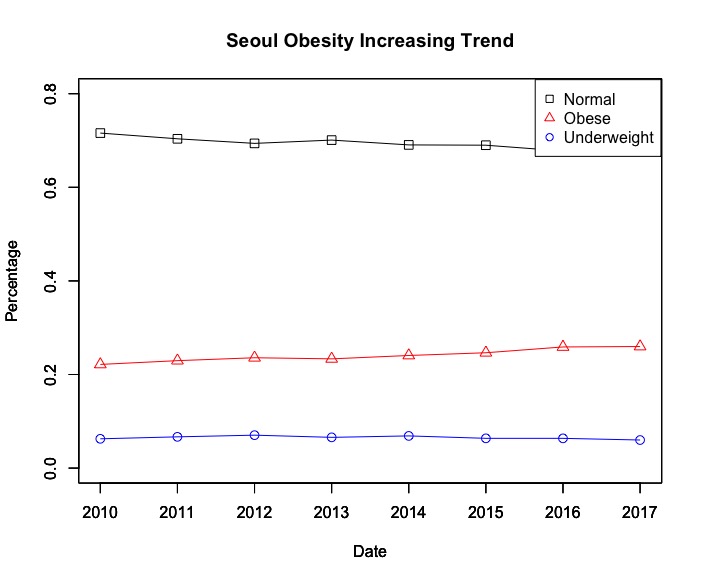 Seoul Obesity Increasing Trend
Normal
Obese
Underweight
0.8
0.6
0.4
0.2
0.0
Percentage
2010 2011 2012 2013 2014 2015 2016 2017
Date